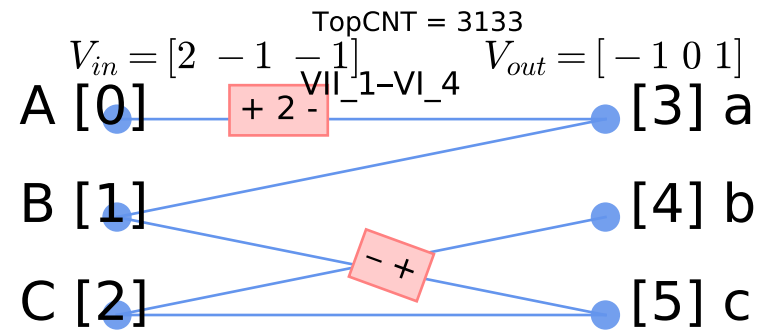 TopCNT = 3133
V_in = [2 −1 −1] V_out = [−1 0 1]
VII_1–VI_4
A [0] + 2 - [3] a
B [1] [4] b
− +
C [2] [5] c